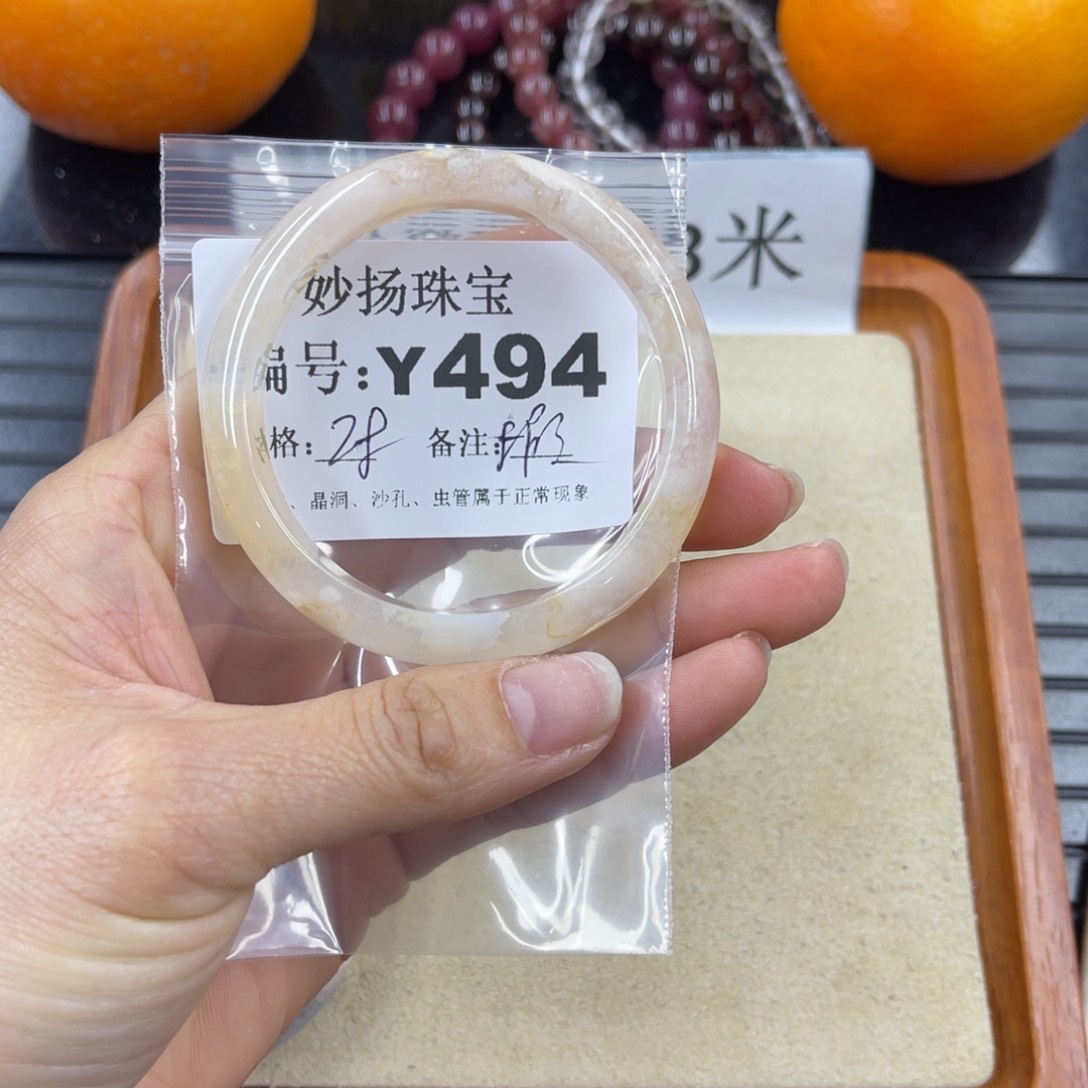 妙扬珠宝
编号:Y494
格: 备注:
、晶洞、沙孔、虫管属于正常现象
米